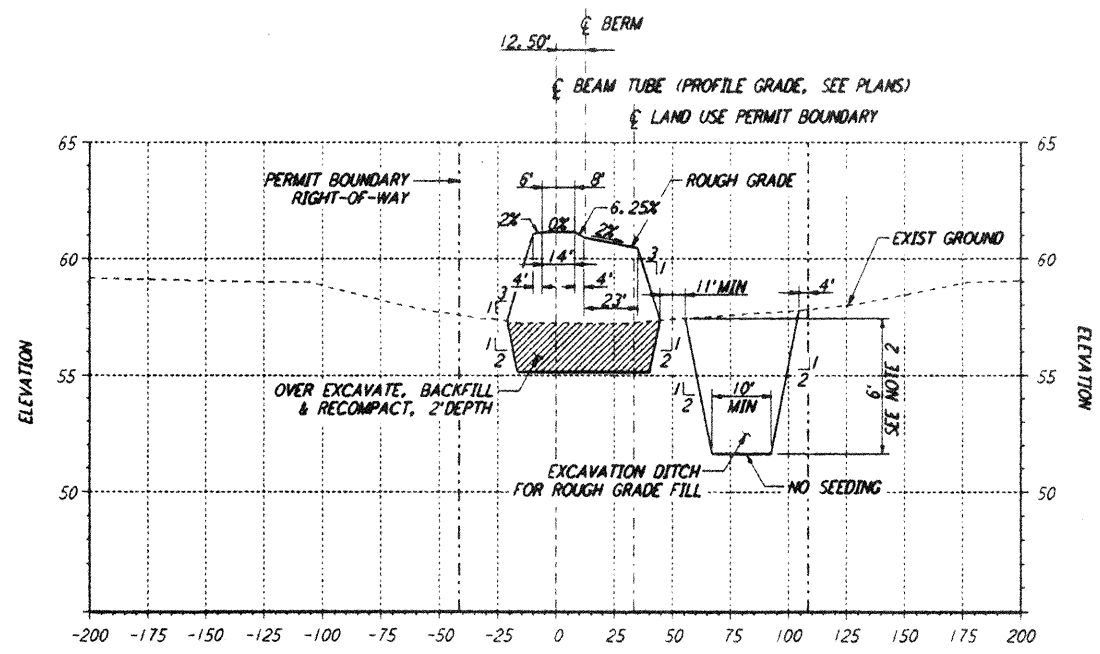 ℄ BERM
12.50'
℄ BEAM TUBE (PROFILE GRADE, SEE PLANS)
℄ LAND USE PERMIT BOUNDARY
65
65
PERMIT BOUNDARY
RIGHT-OF-WAY
6'
8'
ROUGH GRADE
2%
0%
6.25%
2%
EXIST GROUND
60
60
14'
3
1
4'
4'
11' MIN
4'
23'
3
1
1
2
1
2
1
2
1
2
55
55
ELEVATION
ELEVATION
OVER EXCAVATE, BACKFILL
& RECOMPACT, 2' DEPTH
10'
MIN
6'
SEE NOTE 2
EXCAVATION DITCH
FOR ROUGH GRADE FILL
NO SEEDING
50
50
-200 -175 -150 -125 -100 -75 -50 -25 0 25 50 75 100 125 150 175 200